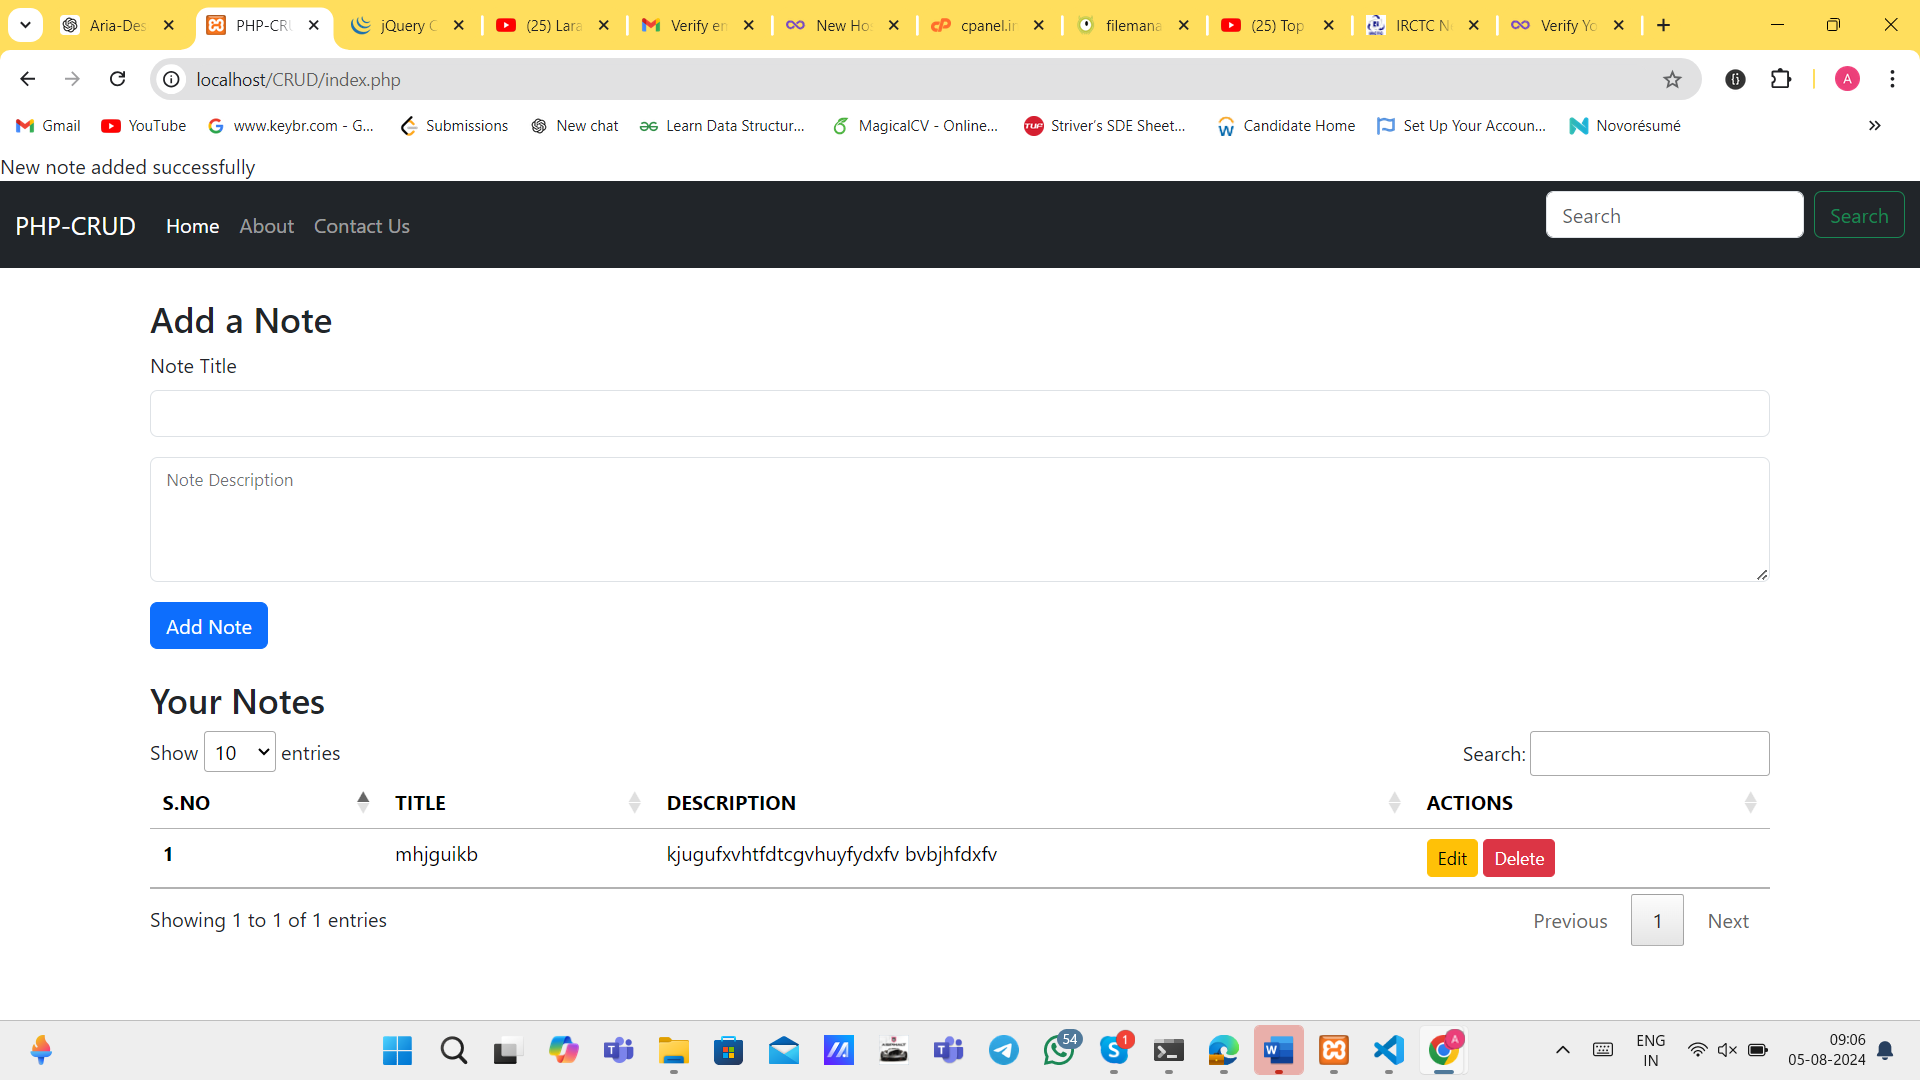 Aria-Des PHP-CRU jQuery C (25) Lara Verify en New Hos cpanel.in filemana (25) Top IRCTC Ne Verify Yo
localhost/CRUD/index.php A
Gmail YouTube www.keybr.com - G... Submissions New chat Learn Data Structur... MagicalCV - Online... Striver's SDE Sheet... Candidate Home Set Up Your Accoun... Novorésumé
New note added successfully
PHP-CRUD Home About Contact Us Search Search
Add a Note
Note Title
Note Description
Add Note
Your Notes
Show 10 entries Search:
S.NO TITLE DESCRIPTION ACTIONS
1 mhjguikb kjugufxvhtfdtcgvhuyfydxfv bvbjhfdxfv Edit Delete
Showing 1 to 1 of 1 entries Previous 1 Next
54 1 A ENG 09:06
IN 05-08-2024